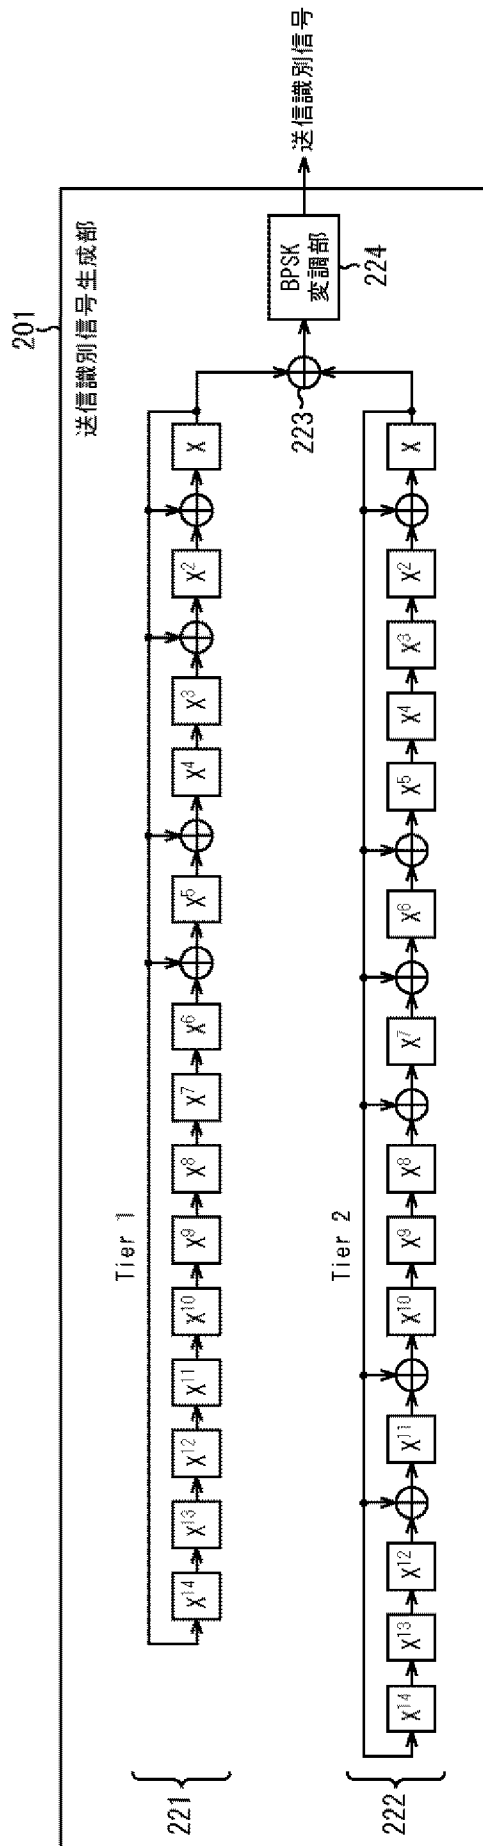 201
送信識別信号生成部
Tier 1
X¹⁴ X¹³ X¹² X¹¹ X¹⁰ X⁹ X⁸ X⁷ X⁶ X⁵ X⁴ X³ X² X
221
Tier 2
X¹⁴ X¹³ X¹² X¹¹ X¹⁰ X⁹ X⁸ X⁷ X⁶ X⁵ X⁴ X³ X² X
222
223
BPSK
変調部
224
送信識別信号